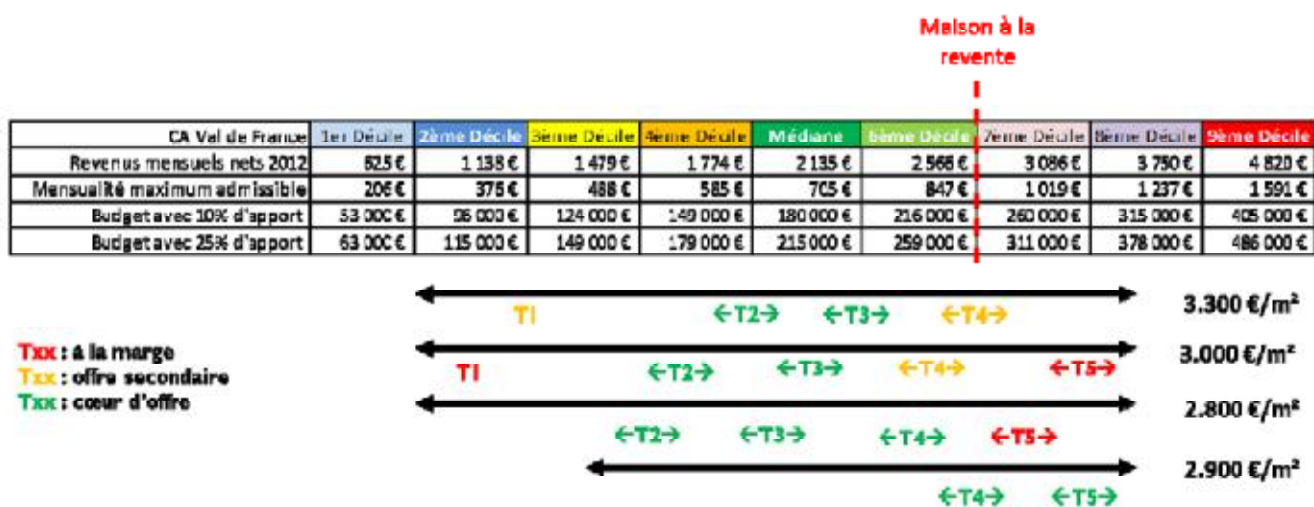 Maison à la
revente
CA Val de France 1er Décile 2ème Décile 3ème Décile 4ème Décile Médiane 6ème Décile 7ème Décile 8ème Décile 9ème Décile
Revenus mensuels nets 2012 625 € 1 138 € 1 479 € 1 774 € 2 135 € 2 566 € 3 086 € 3 750 € 4 820 €
Mensualité maximum admissible 206 € 376 € 488 € 585 € 705 € 847 € 1 019 € 1 237 € 1 591 €
Budget avec 10% d'apport 53 000 € 96 000 € 124 000 € 149 000 € 180 000 € 216 000 € 260 000 € 315 000 € 405 000 €
Budget avec 25% d'apport 63 000 € 115 000 € 149 000 € 179 000 € 215 000 € 259 000 € 311 000 € 378 000 € 486 000 €
3.300 €/m²
T1 ←T2→ ←T3→ ←T4→
3.000 €/m²
Txx : à la marge
T1 ←T2→ ←T3→ ←T4→ ←T5→
Txx : offre secondaire
Txx : cœur d'offre
2.800 €/m²
←T2→ ←T3→ ←T4→ ←T5→
2.900 €/m²
←T4→ ←T5→